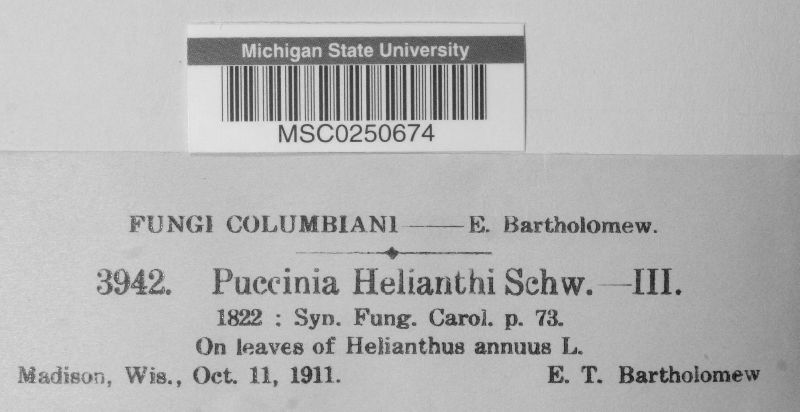 Michigan State University
MSC0250674
FUNGI COLUMBIANI — E. Bartholomew.
3942. Puccinia Helianthi Schw. —III.
1822 : Syn. Fung. Carol. p. 73.
On leaves of Helianthus annuus L.
Madison, Wis., Oct. 11, 1911. E. T. Bartholomew